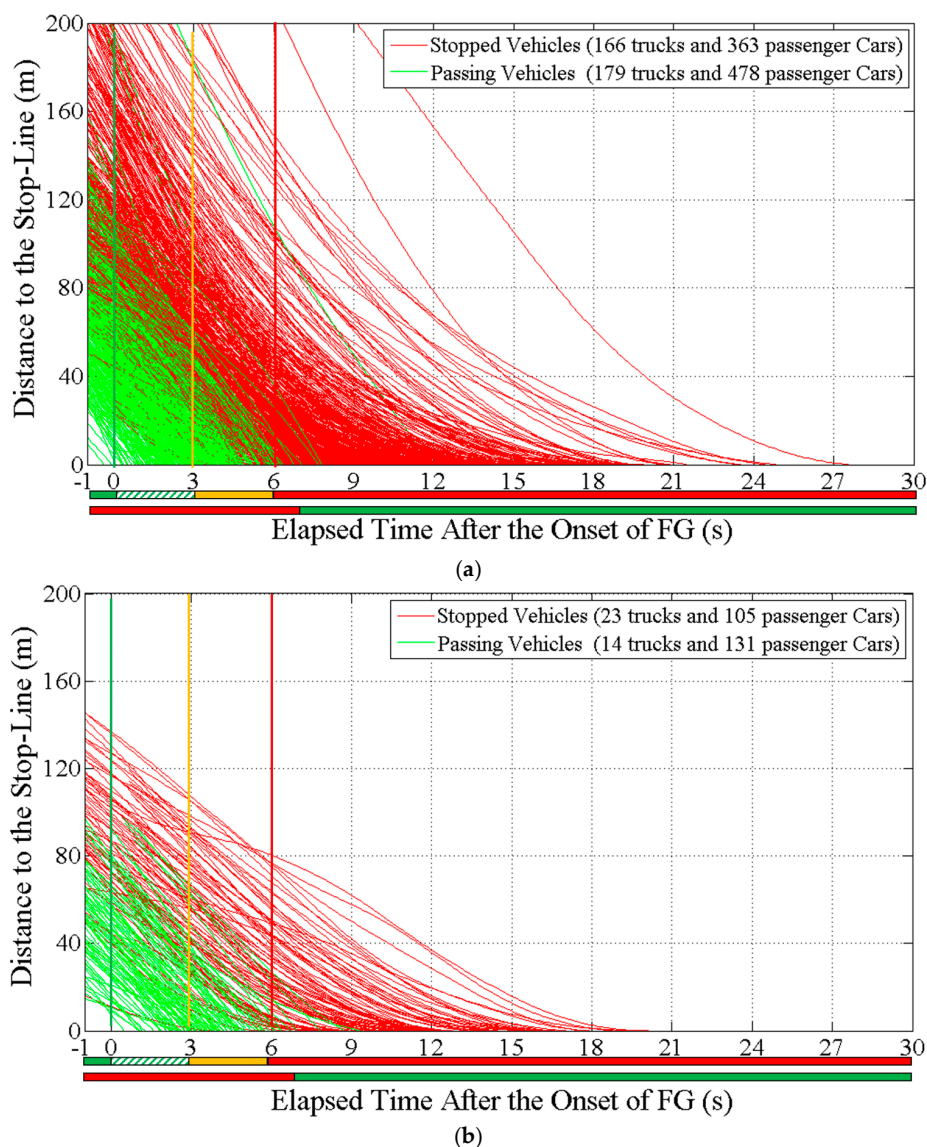 200
160
120
80
40
0
Distance to the Stop-Line (m)
Stopped Vehicles (166 trucks and 363 passenger Cars)
Passing Vehicles (179 trucks and 478 passenger Cars)
-1 0 3 6 9 12 15 18 21 24 27 30
Elapsed Time After the Onset of FG (s)
(a)
200
160
120
80
40
0
Distance to the Stop-Line (m)
Stopped Vehicles (23 trucks and 105 passenger Cars)
Passing Vehicles (14 trucks and 131 passenger Cars)
-1 0 3 6 9 12 15 18 21 24 27 30
Elapsed Time After the Onset of FG (s)
(b)